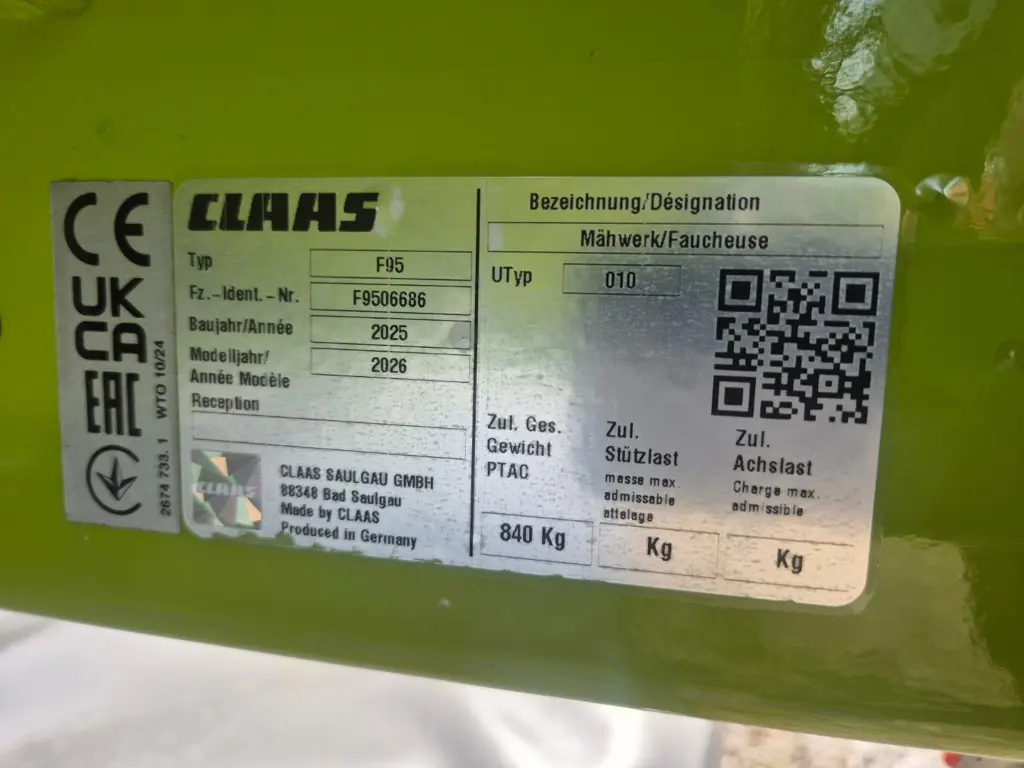 CE
UK
CA
EAC
2674 733. 1 WTO 10/24
CLAAS
Typ F95
Fz.-Ident.-Nr. F9506686
Baujahr/Année 2025
Modelljahr/
Année Modèle 2026
Reception
CLAAS
CLAAS SAULGAU GMBH
88348 Bad Saulgau
Made by CLAAS
Produced in Germany
Bezeichnung/Désignation
Mähwerk/Faucheuse
UTyp 010
Zul. Ges.
Gewicht
PTAC
840 Kg
Zul.
Stützlast
masse max.
admissable
attelage
Kg
Zul.
Achslast
Charge max.
admissible
Kg